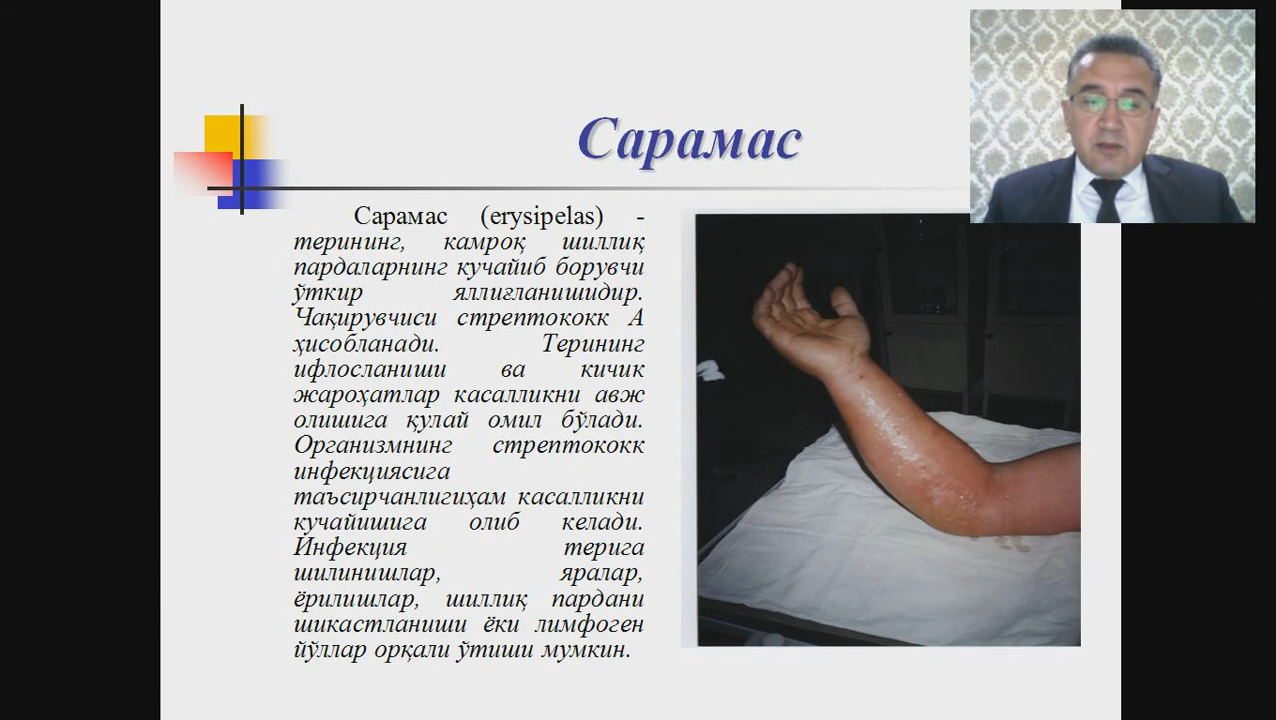 Сарамас
Сарамас (erysipelas) -
терининг, камроқ шиллиқ
пардаларнинг кучайиб борувчи
ўткир яллиғланишидир.
Чақирувчиси стрептококк А
ҳисобланади. Терининг
ифлосланиши ва кичик
жароҳатлар касалликни авж
олишига қулай омил бўлади.
Организмнинг стрептококк
инфекциясига
таъсирчанлигиҳам касалликни
кучайишига олиб келади.
Инфекция терига
шилинишлар, яралар,
ёрилишлар, шиллиқ пардани
шикастланиши ёки лимфоген
йўллар орқали ўтиши мумкин.